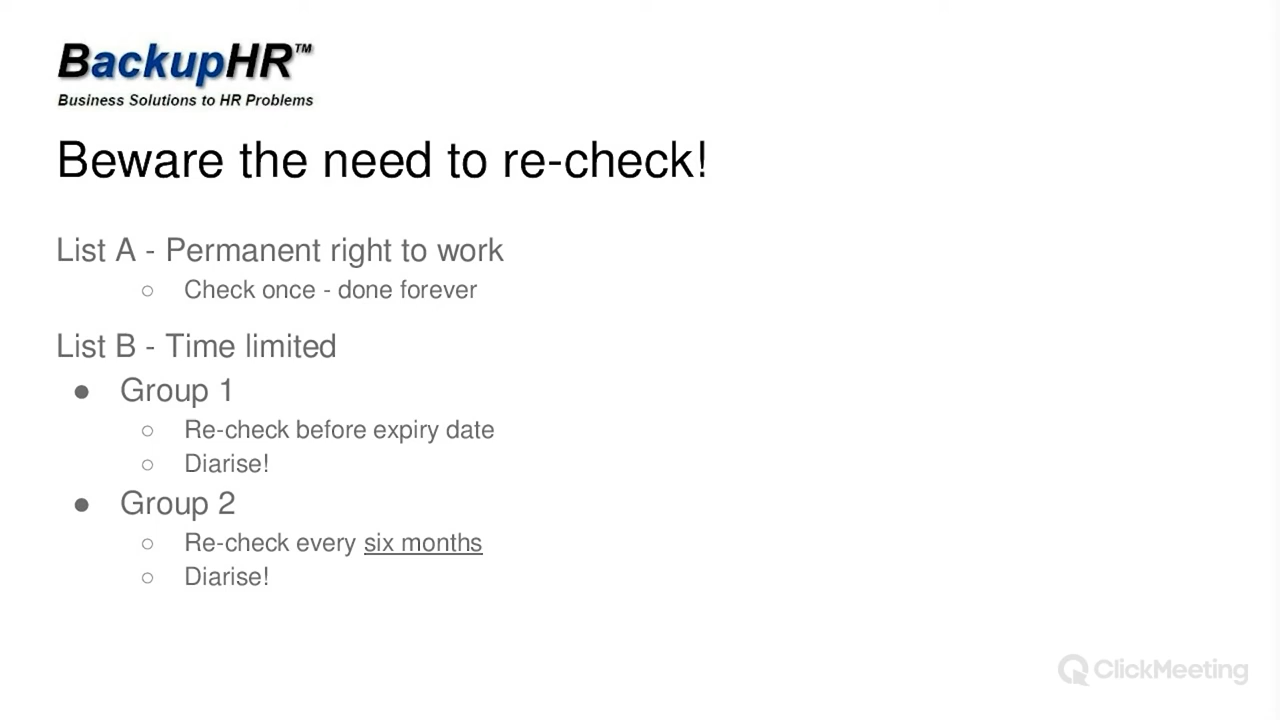 BackupHR™
Business Solutions to HR Problems
Beware the need to re-check!
List A - Permanent right to work
○ Check once - done forever
List B - Time limited
● Group 1
○ Re-check before expiry date
○ Diarise!
● Group 2
○ Re-check every six months
○ Diarise!
ClickMeeting